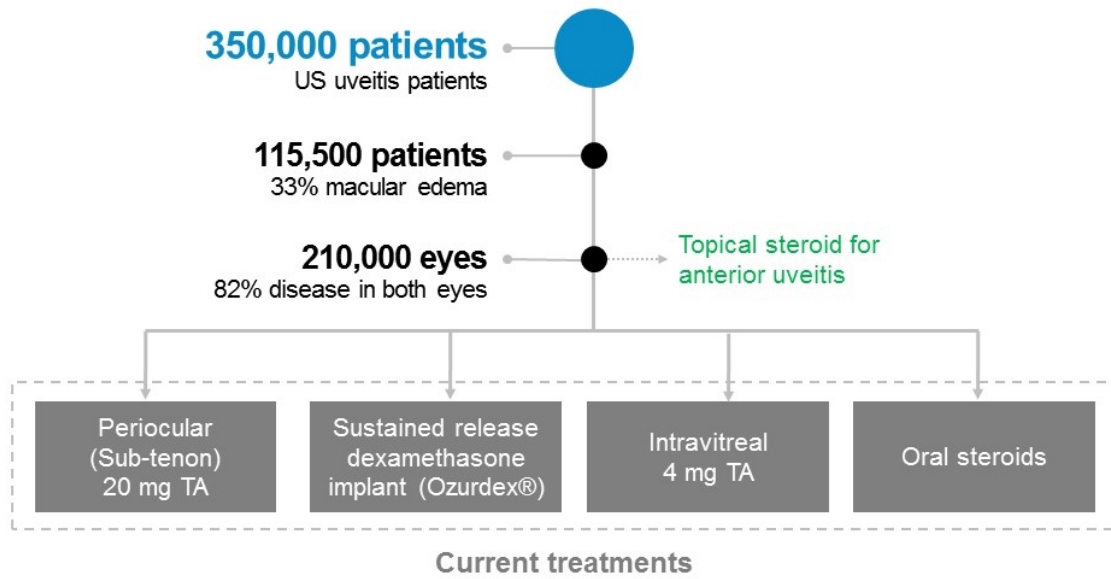 350,000 patients
US uveitis patients
115,500 patients
33% macular edema
210,000 eyes
82% disease in both eyes
Topical steroid for
anterior uveitis
Periocular
(Sub-tenon)
20 mg TA
Sustained release
dexamethasone
implant (Ozurdex®)
Intravitreal
4 mg TA
Oral steroids
Current treatments